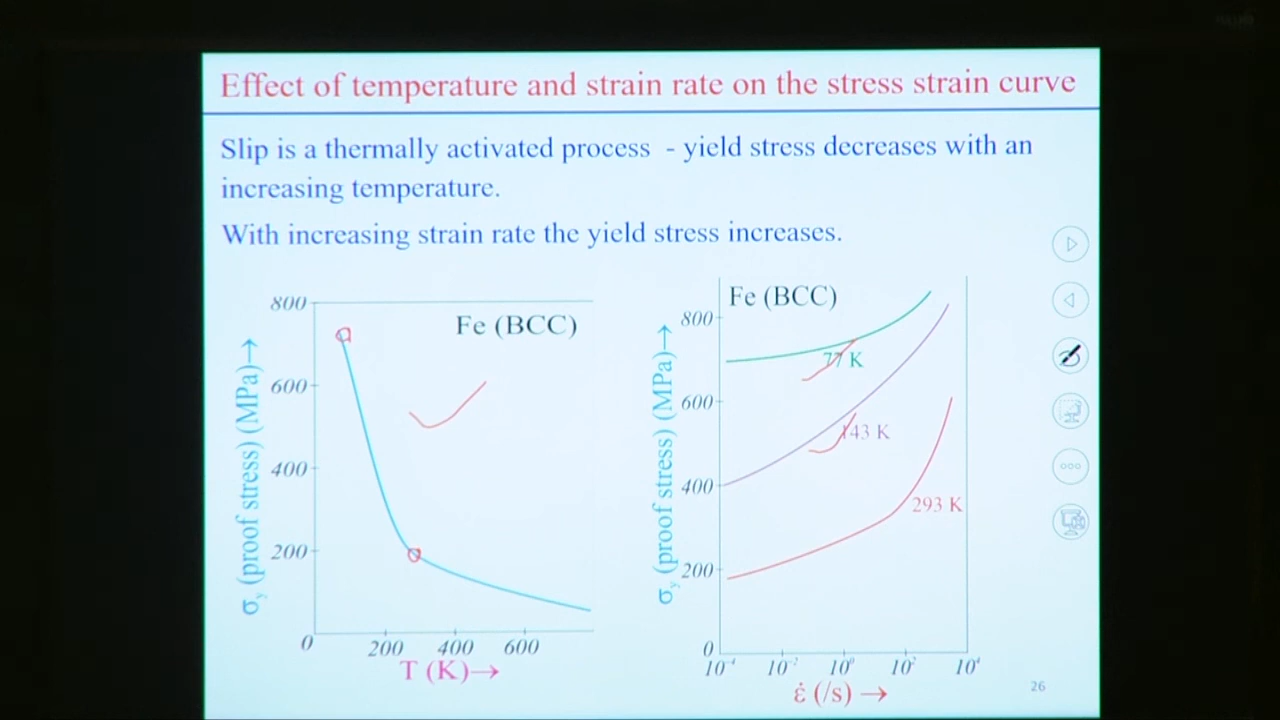 Effect of temperature and strain rate on the stress strain curve
Slip is a thermally activated process - yield stress decreases with an
increasing temperature.
With increasing strain rate the yield stress increases.
Fe (BCC)
800
600
400
200
0
200 400 600
σy (proof stress) (MPa)→
T (K)→
Fe (BCC)
800
600
400
200
0
77 K
143 K
293 K
10⁻⁴ 10⁻² 10⁰ 10² 10⁴
σy (proof stress) (MPa)→
ε̇ (/s) →
26